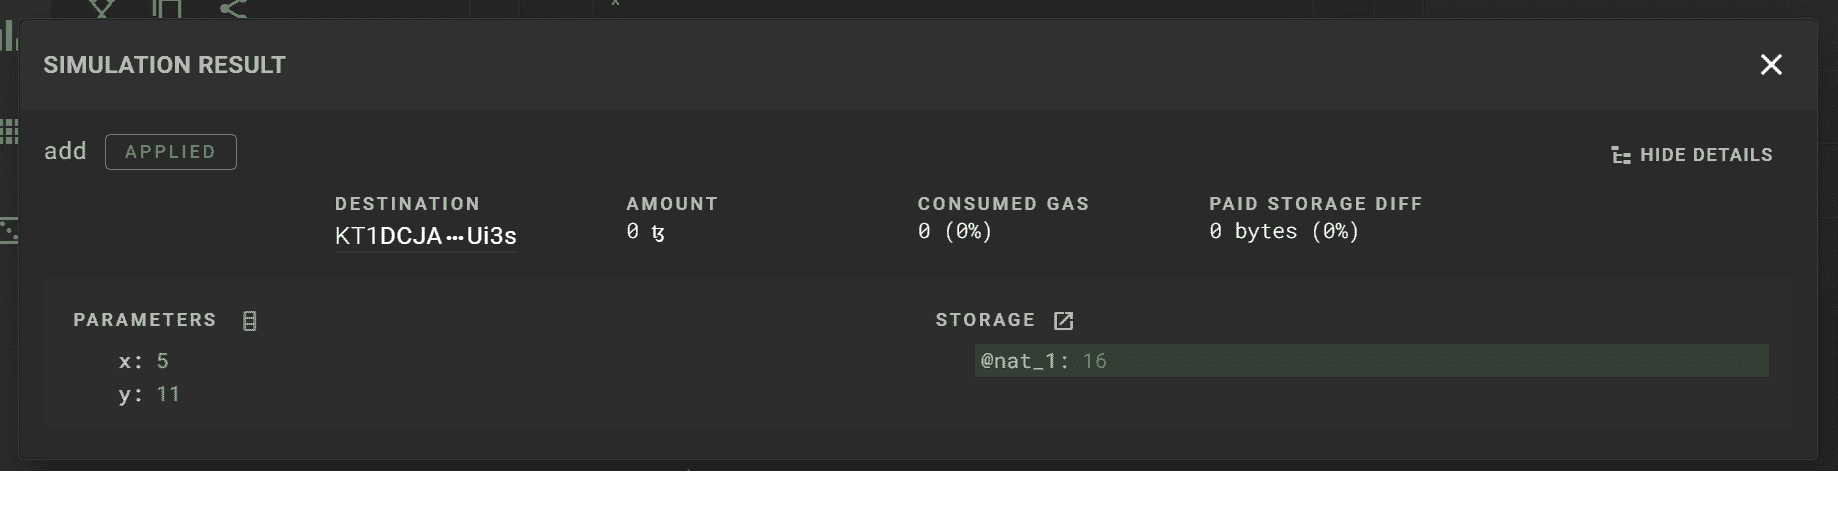 SIMULATION RESULT
add APPLIED
HIDE DETAILS
DESTINATION AMOUNT CONSUMED GAS PAID STORAGE DIFF
KT1DCJA···Ui3s 0 ꜩ 0 (0%) 0 bytes (0%)
PARAMETERS STORAGE
x: 5 @nat_1: 16
y: 11